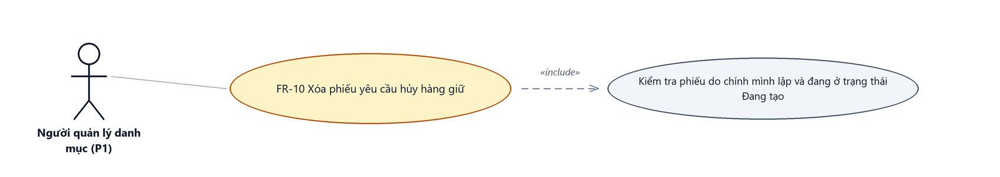 «include»
FR-10 Xóa phiếu yêu cầu hủy hàng giữ
Kiểm tra phiếu do chính mình lập và đang ở trạng thái
Đang tạo
Người quản lý danh
mục (P1)